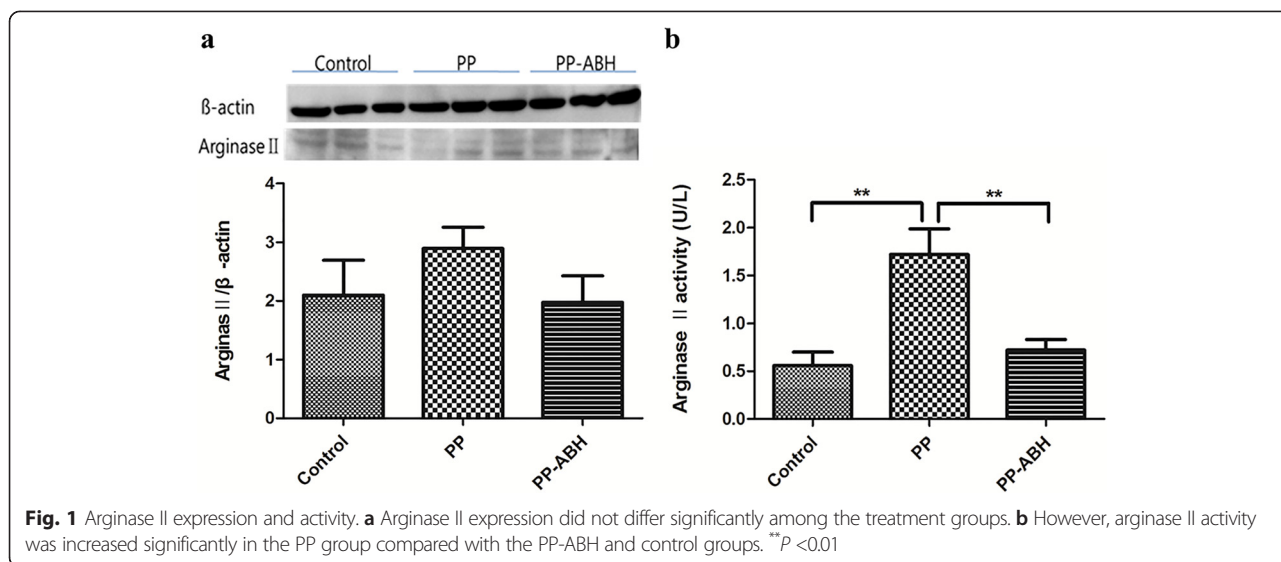 a
Control PP PP-ABH
ß-actin
Arginase II
4
3
2
1
0
Arginas II/β -actin
Control
PP
PP-ABH
b
2.5
2.0
1.5
1.0
0.5
0.0
Arginase II activity (U/L)
** **
Control
PP
PP-ABH
Fig. 1 Arginase II expression and activity. a Arginase II expression did not differ significantly among the treatment groups. b However, arginase II activity
was increased significantly in the PP group compared with the PP-ABH and control groups. **P <0.01